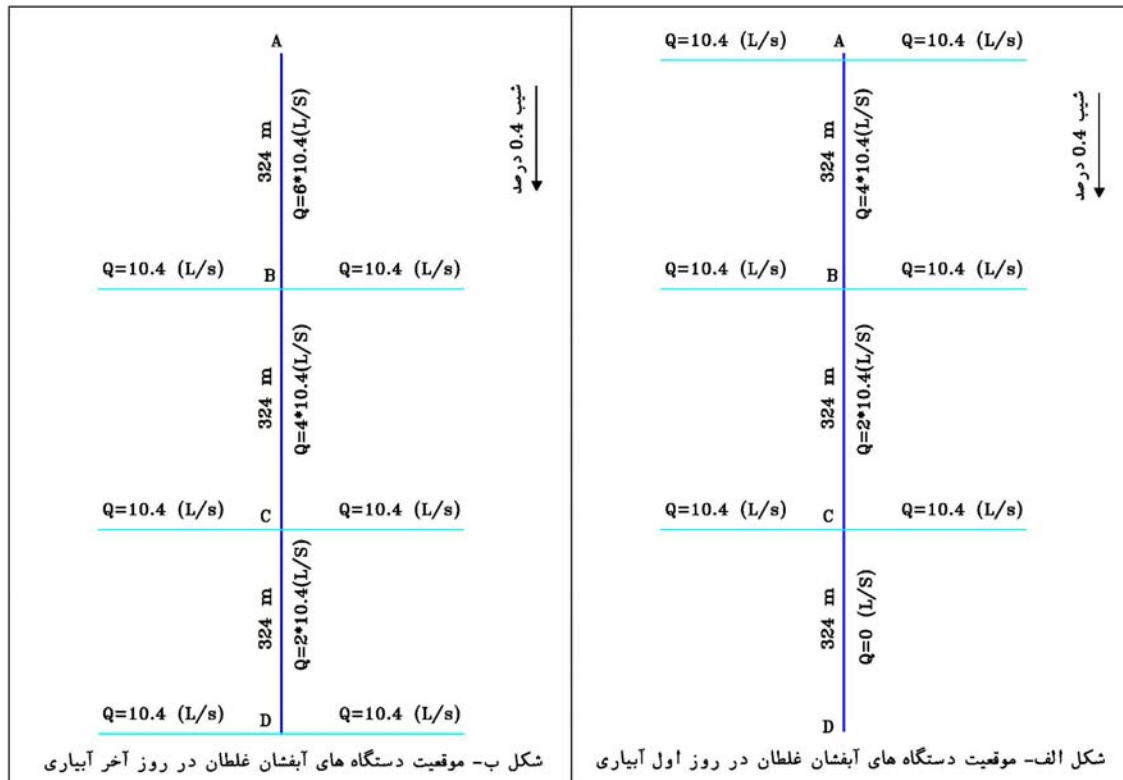 A
شیب 0.4 درصد
324 m
Q=6*10.4(L/S)
Q=10.4 (L/s) B Q=10.4 (L/s)
324 m
Q=4*10.4(L/S)
Q=10.4 (L/s) C Q=10.4 (L/s)
324 m
Q=2*10.4(L/S)
Q=10.4 (L/s) D Q=10.4 (L/s)
شکل ب- موقعیت دستگاه های آبفشان غلطان در روز آخر آبیاری
Q=10.4 (L/s) A Q=10.4 (L/s)
شیب 0.4 درصد
324 m
Q=4*10.4(L/S)
Q=10.4 (L/s) B Q=10.4 (L/s)
324 m
Q=2*10.4(L/S)
Q=10.4 (L/s) C Q=10.4 (L/s)
324 m
Q=0 (L/S)
D
شکل الف- موقعیت دستگاه های آبفشان غلطان در روز اول آبیاری